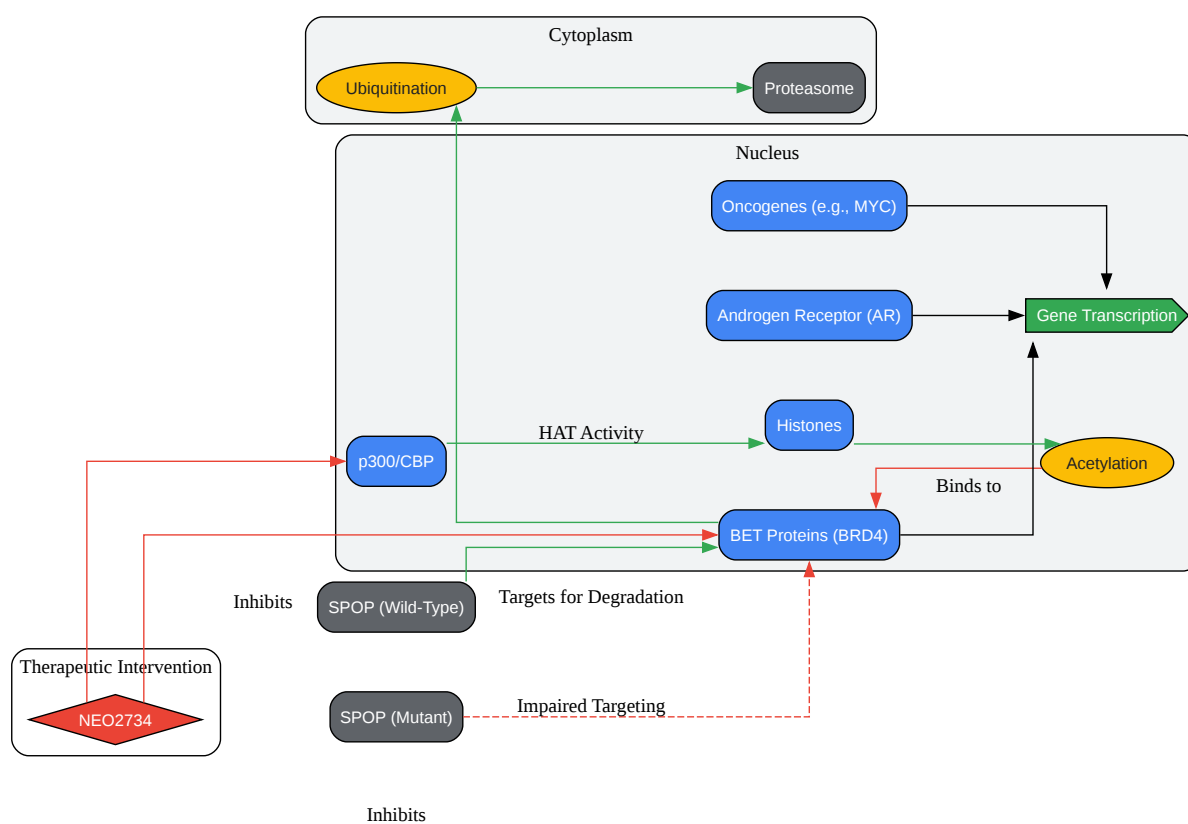 Cytoplasm
Ubiquitination
Proteasome
Nucleus
Oncogenes (e.g., MYC)
Androgen Receptor (AR)
Gene Transcription
Histones
HAT Activity
p300/CBP
Acetylation
Binds to
BET Proteins (BRD4)
Inhibits
SPOP (Wild-Type)
Targets for Degradation
Therapeutic Intervention
NEO2734
SPOP (Mutant)
Impaired Targeting
Inhibits